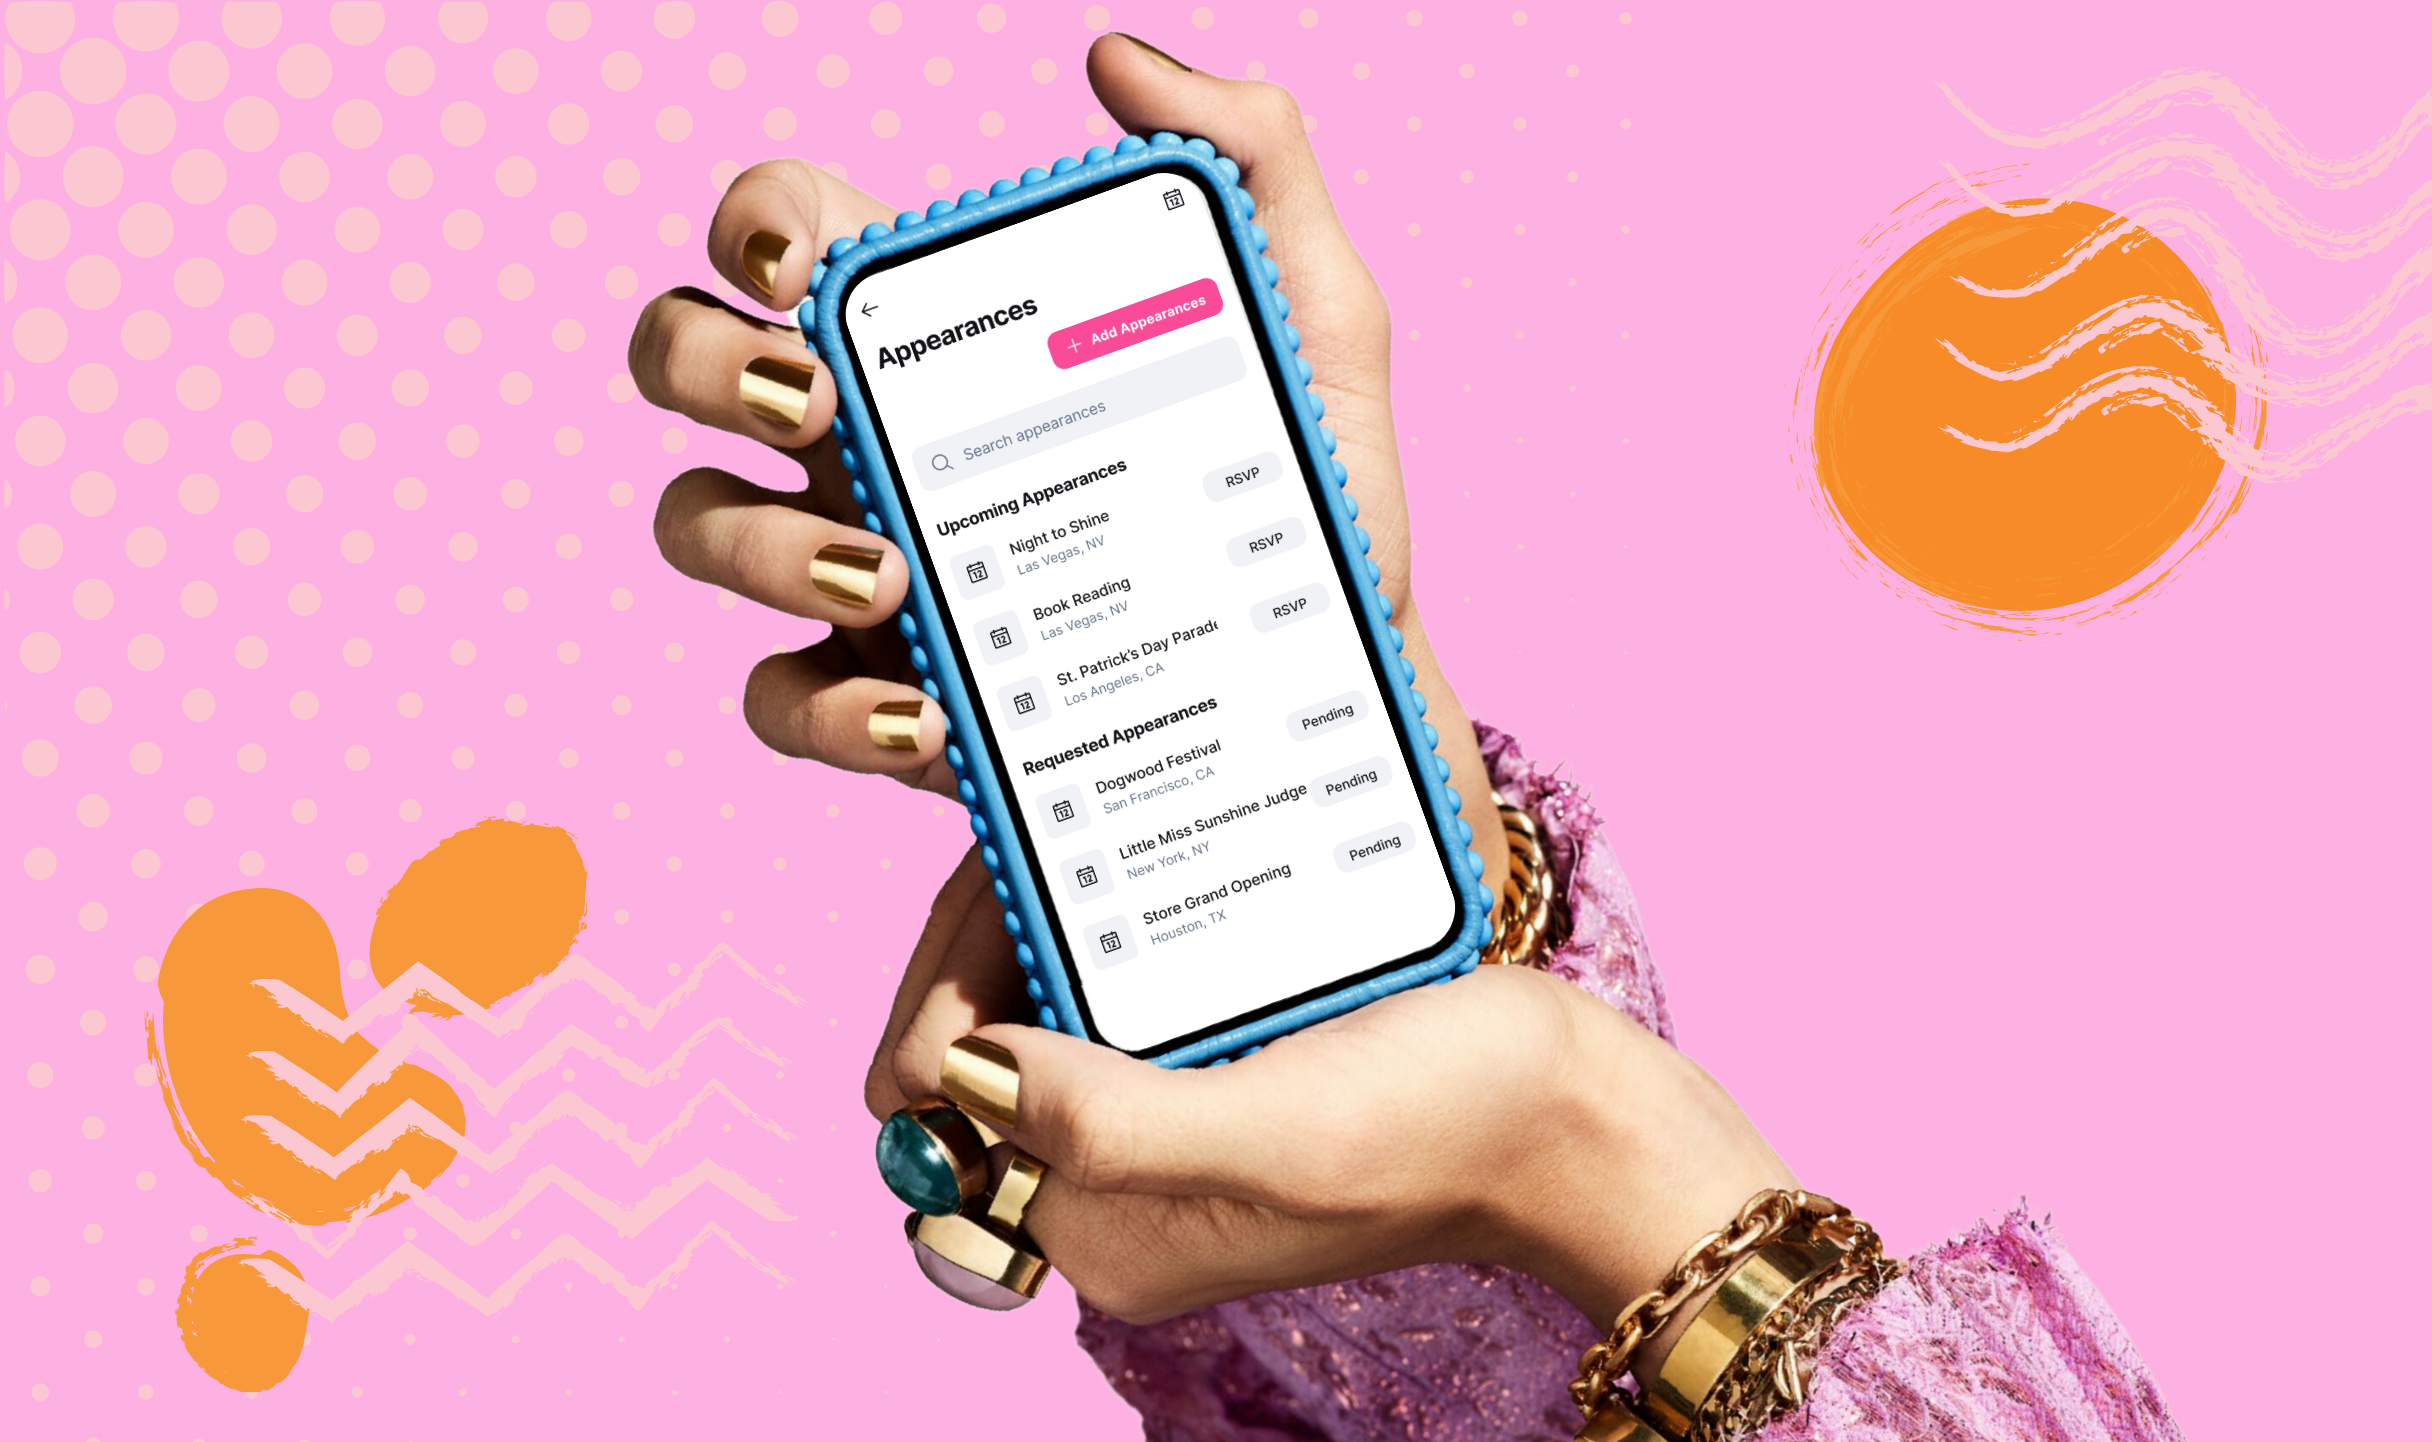 Appearances
+ Add Appearances
Search appearances
Upcoming Appearances
Night to Shine
Las Vegas, NV
RSVP
Book Reading
Las Vegas, NV
RSVP
St. Patrick's Day Parade
Los Angeles, CA
RSVP
Requested Appearances
Dogwood Festival
San Francisco, CA
Pending
Little Miss Sunshine Judge
New York, NY
Pending
Store Grand Opening
Houston, TX
Pending